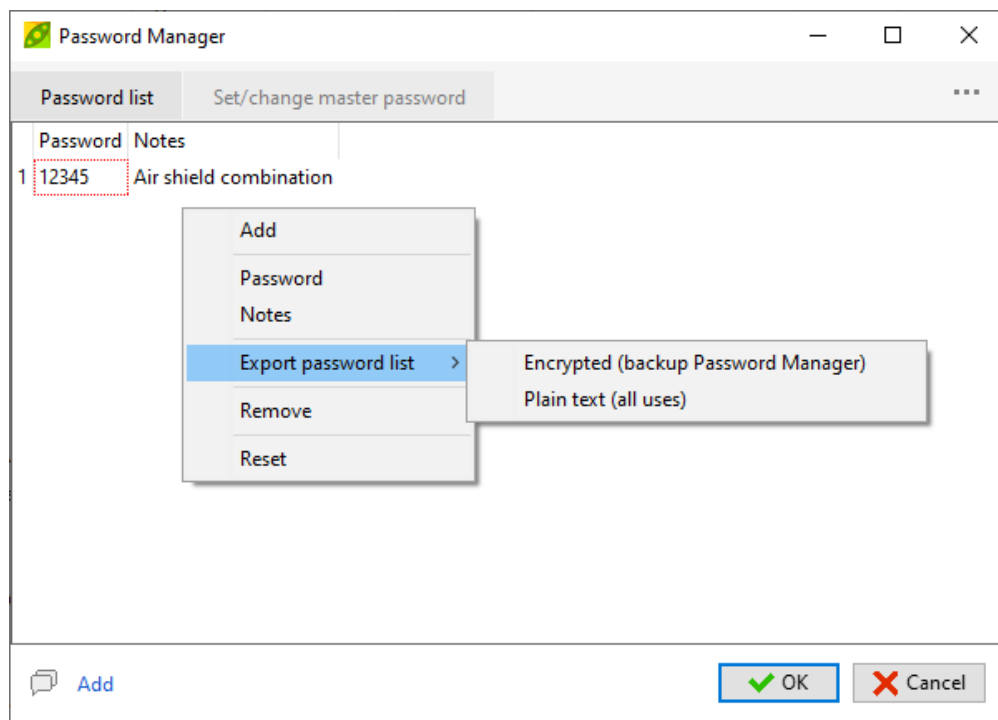 Password Manager
Password list Set/change master password
Password Notes
1 12345 Air shield combination
Add
Password
Notes
Export password list
Encrypted (backup Password Manager)
Plain text (all uses)
Remove
Reset
Add OK Cancel